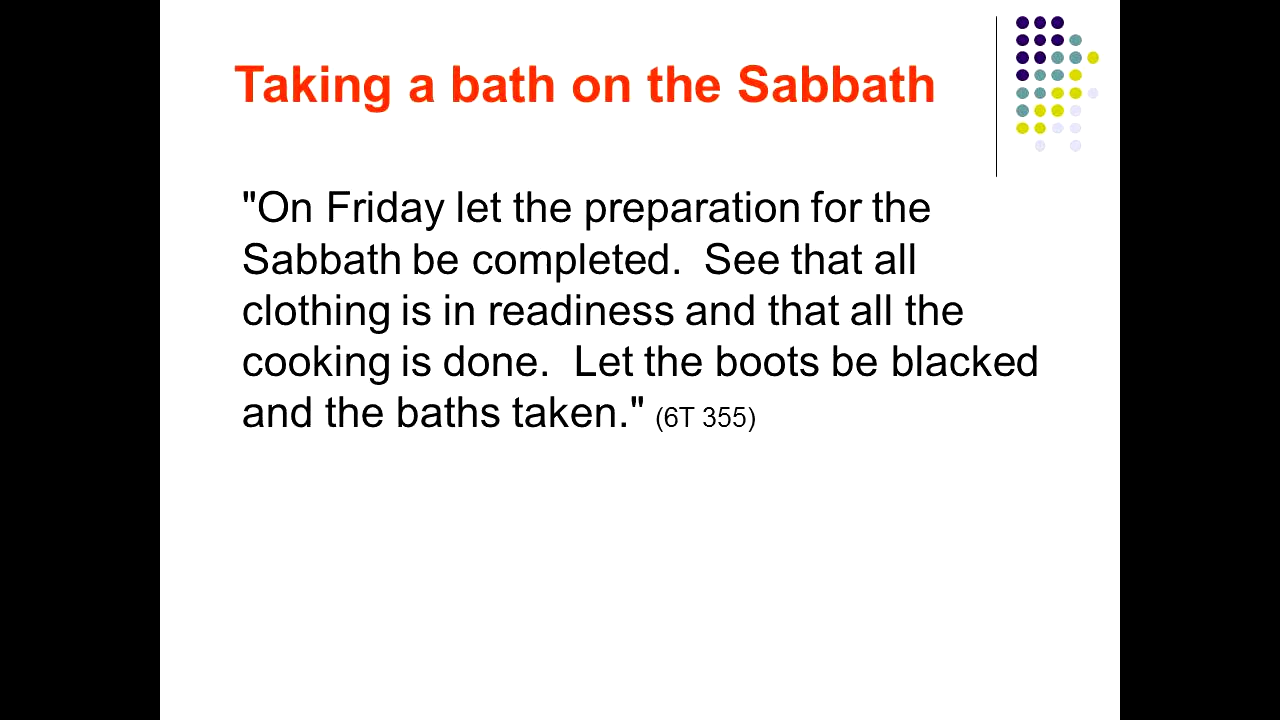 Taking a bath on the Sabbath
"On Friday let the preparation for the
Sabbath be completed.  See that all
clothing is in readiness and that all the
cooking is done.  Let the boots be blacked
and the baths taken." (6T 355)